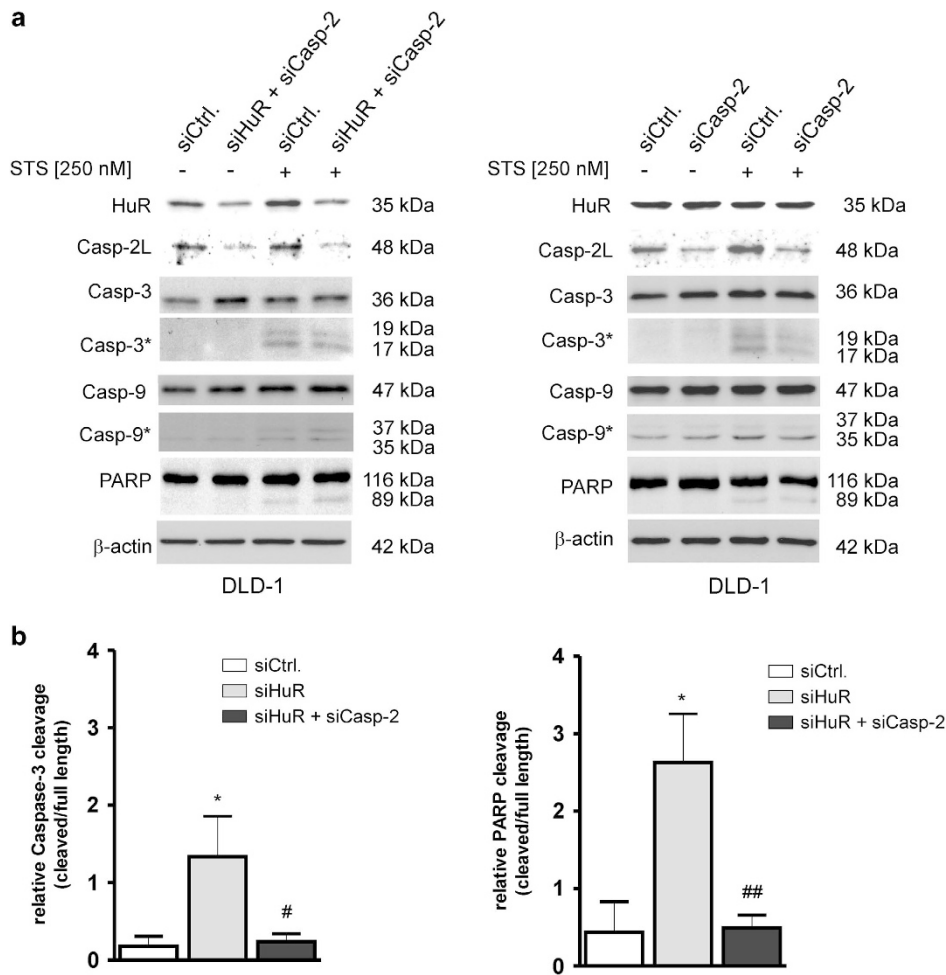 a
siCtrl. siHuR + siCasp-2 siCtrl. siHuR + siCasp-2
STS [250 nM] - - + +
HuR 35 kDa
Casp-2L 48 kDa
Casp-3 36 kDa
Casp-3* 19 kDa
17 kDa
Casp-9 47 kDa
Casp-9* 37 kDa
35 kDa
PARP 116 kDa
89 kDa
β-actin 42 kDa
DLD-1
siCtrl. siCasp-2 siCtrl. siCasp-2
STS [250 nM] - - + +
HuR 35 kDa
Casp-2L 48 kDa
Casp-3 36 kDa
Casp-3* 19 kDa
17 kDa
Casp-9 47 kDa
Casp-9* 37 kDa
35 kDa
PARP 116 kDa
89 kDa
β-actin 42 kDa
DLD-1
b
relative Caspase-3 cleavage
(cleaved/full length)
4
3
2
1
0
siCtrl.
siHuR
siHuR + siCasp-2
*
#
relative PARP cleavage
(cleaved/full length)
4
3
2
1
0
siCtrl.
siHuR
siHuR + siCasp-2
*
##